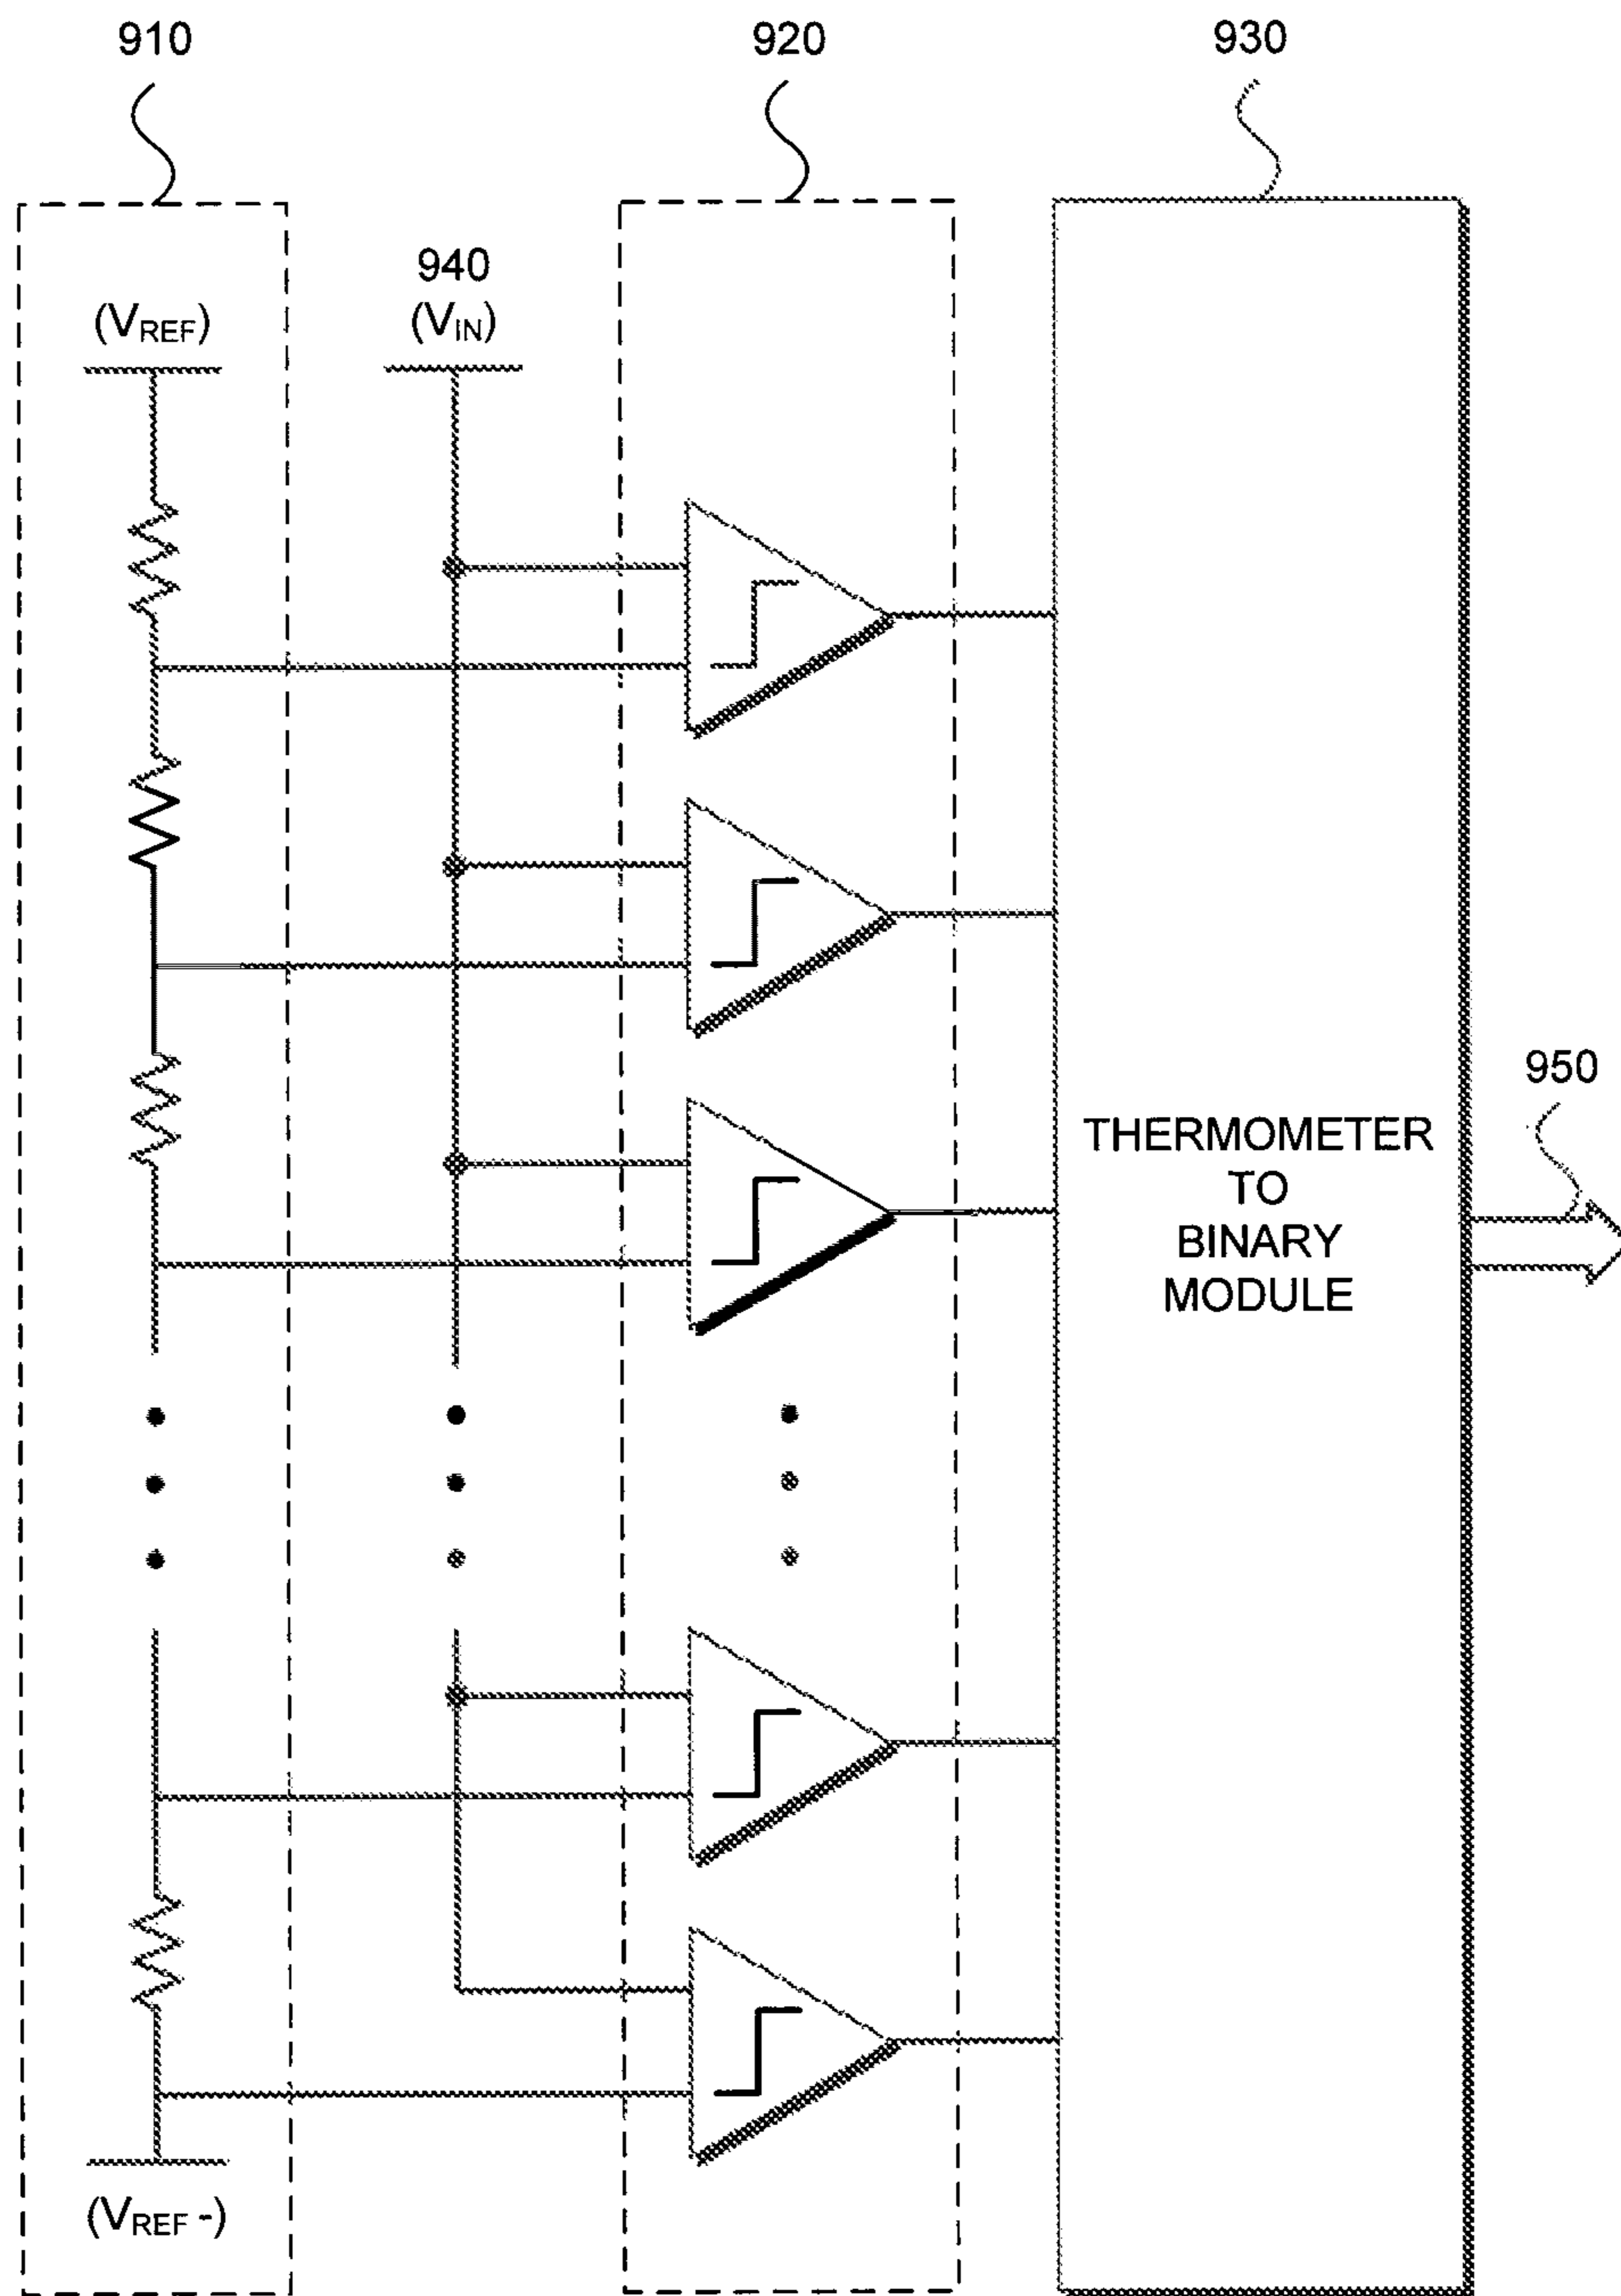 910
920
930
940
(VREF)
(VIN)
950
THERMOMETER
TO
BINARY
MODULE
(VREF -)